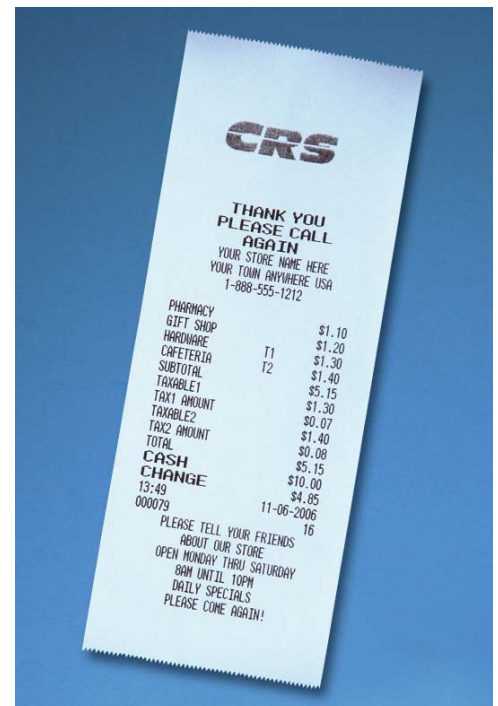 CRS
THANK YOU
PLEASE CALL
AGAIN
YOUR STORE NAME HERE
YOUR TOWN ANYWHERE USA
1-888-555-1212
PHARMACY $1.10
GIFT SHOP $1.20
HARDWARE T1 $1.30
CAFETERIA T2 $1.40
SUBTOTAL $5.15
TAXABLE1 $1.30
TAX1 AMOUNT $0.07
TAXABLE2 $1.40
TAX2 AMOUNT $0.08
TOTAL $5.15
CASH $10.00
CHANGE $4.85
13:49 11-06-2006
000079 16
PLEASE TELL YOUR FRIENDS
ABOUT OUR STORE
OPEN MONDAY THRU SATURDAY
8AM UNTIL 10PM
DAILY SPECIALS
PLEASE COME AGAIN!